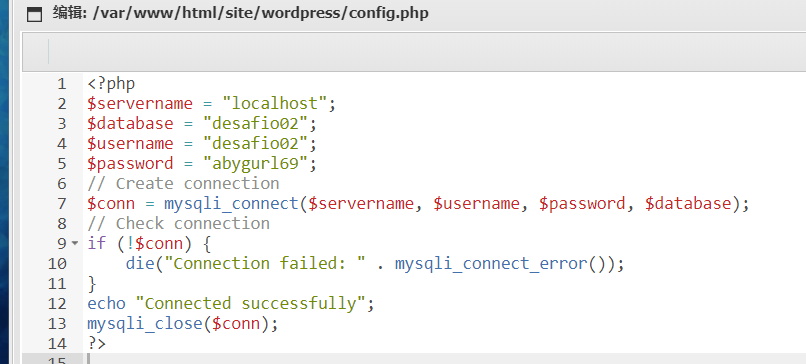 编辑: /var/www/html/site/wordpress/config.php
1 <?php
2 $servername = "localhost";
3 $database = "desafio02";
4 $username = "desafio02";
5 $password = "abygurl69";
6 // Create connection
7 $conn = mysqli_connect($servername, $username, $password, $database);
8 // Check connection
9 if (!$conn) {
10     die("Connection failed: " . mysqli_connect_error());
11 }
12 echo "Connected successfully";
13 mysqli_close($conn);
14 ?>
15